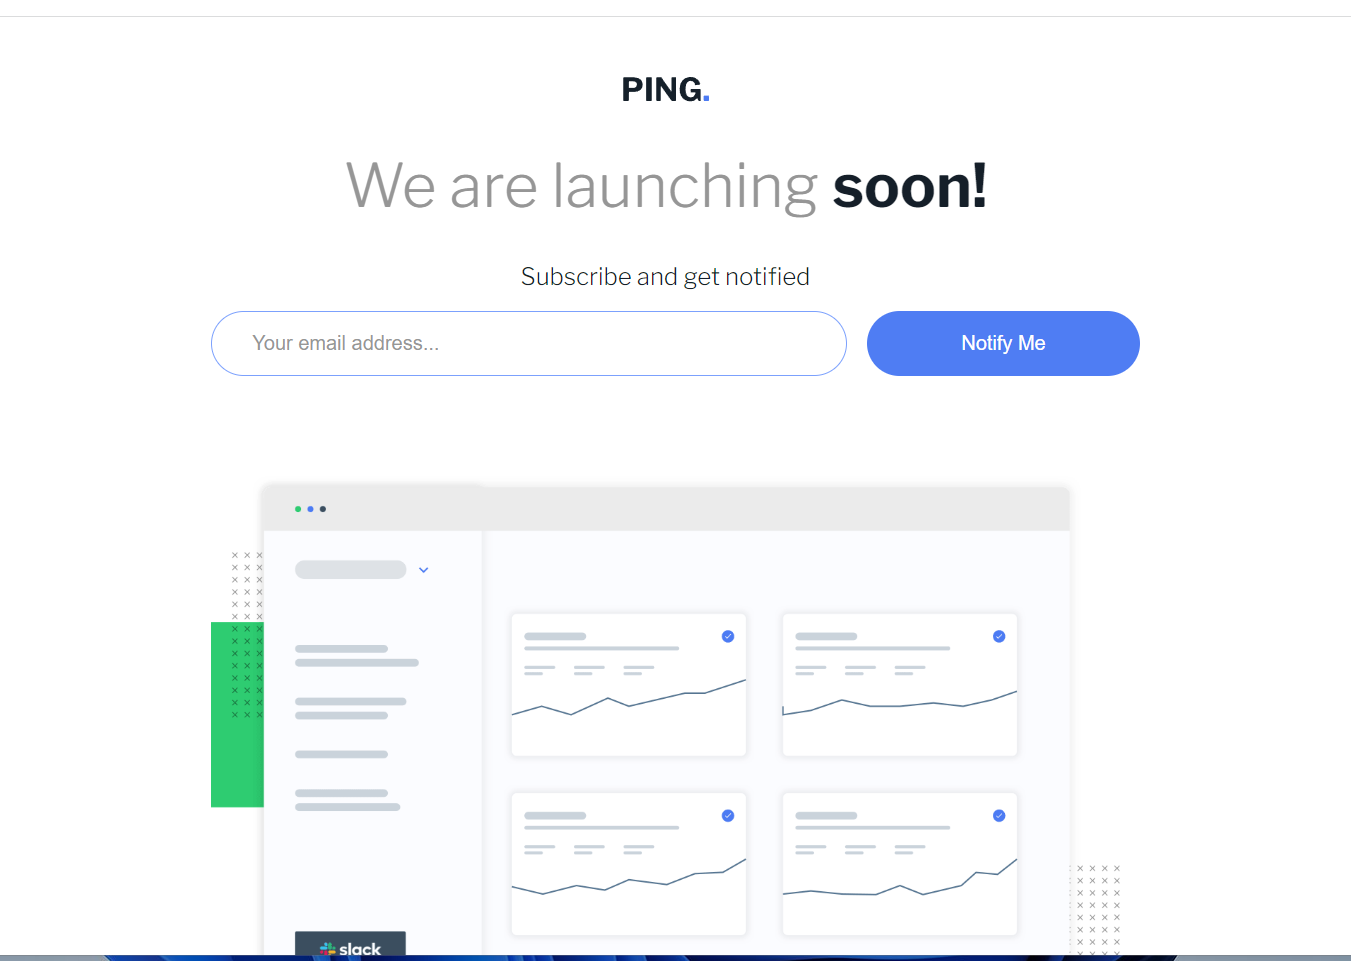 PING.
We are launching soon!
Subscribe and get notified
Your email address...
Notify Me
slack